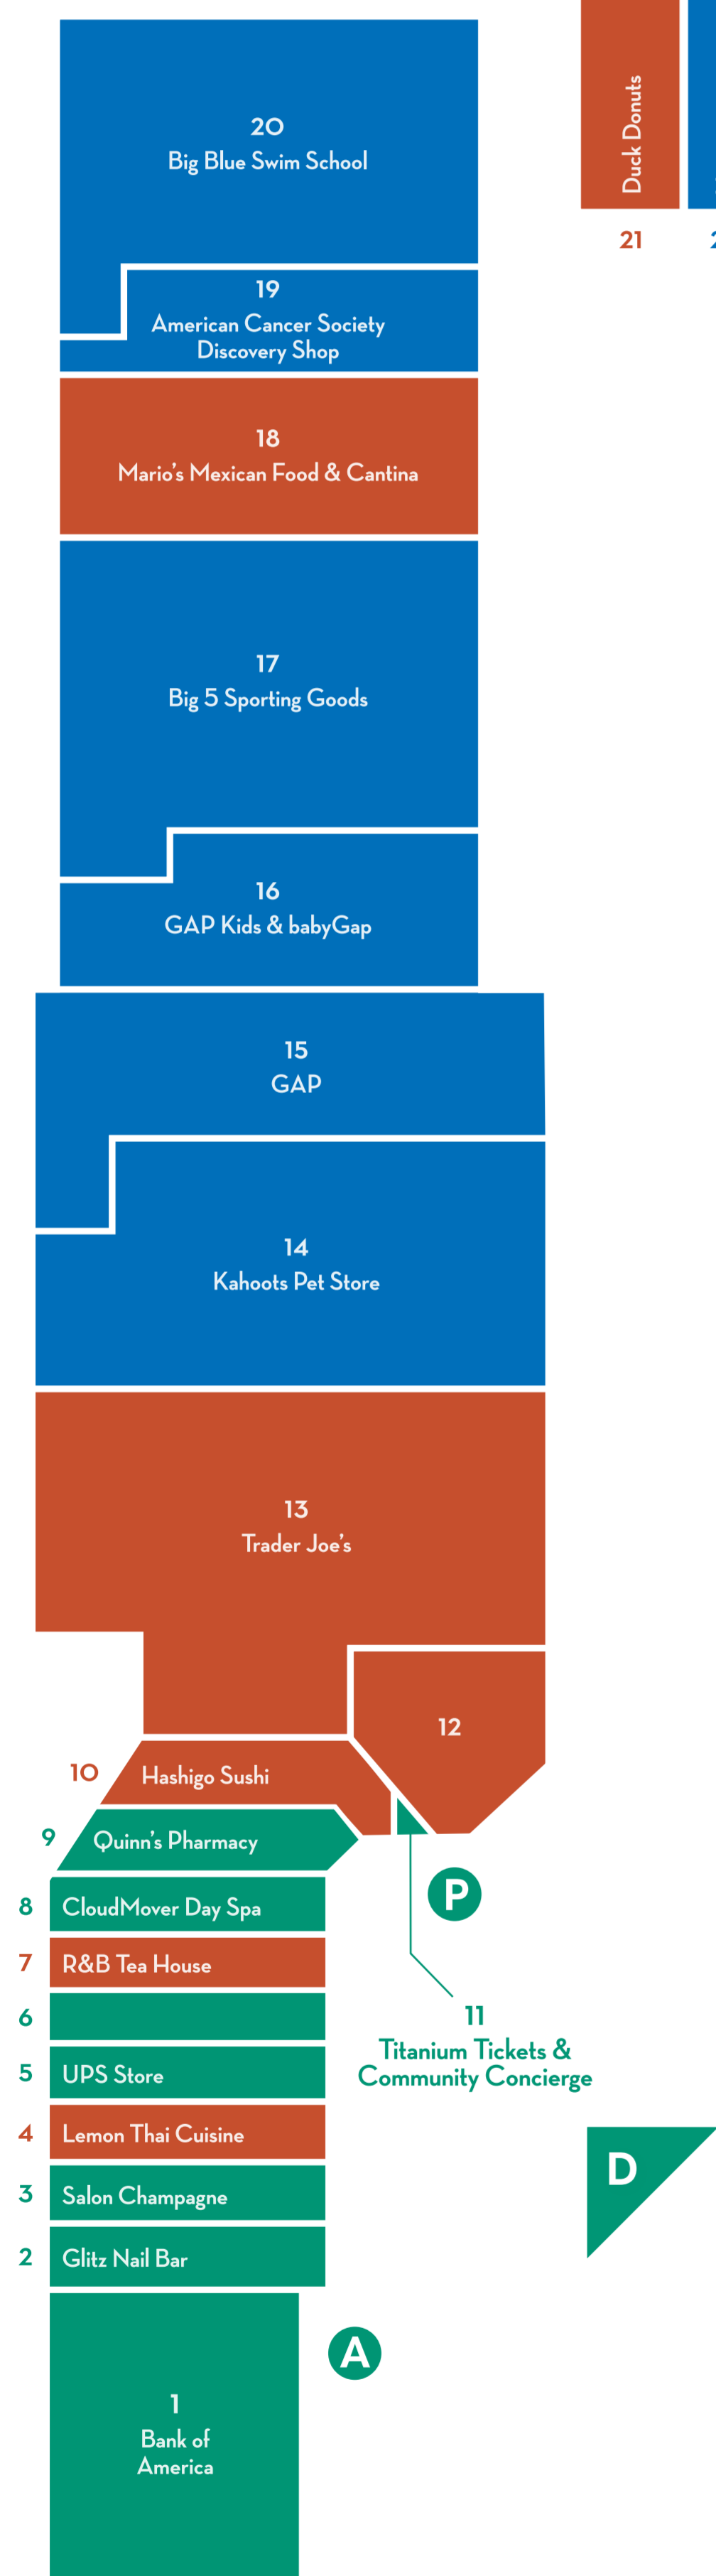 20
Big Blue Swim School
Duck Donuts
21
19
American Cancer Society
Discovery Shop
18
Mario's Mexican Food & Cantina
17
Big 5 Sporting Goods
16
GAP Kids & babyGap
15
GAP
14
Kahoots Pet Store
13
Trader Joe's
12
10 Hashigo Sushi
9 Quinn's Pharmacy
P
8 CloudMover Day Spa
7 R&B Tea House
11
Titanium Tickets &
Community Concierge
6
5 UPS Store
4 Lemon Thai Cuisine
D
3 Salon Champagne
2 Glitz Nail Bar
A
1
Bank of
America